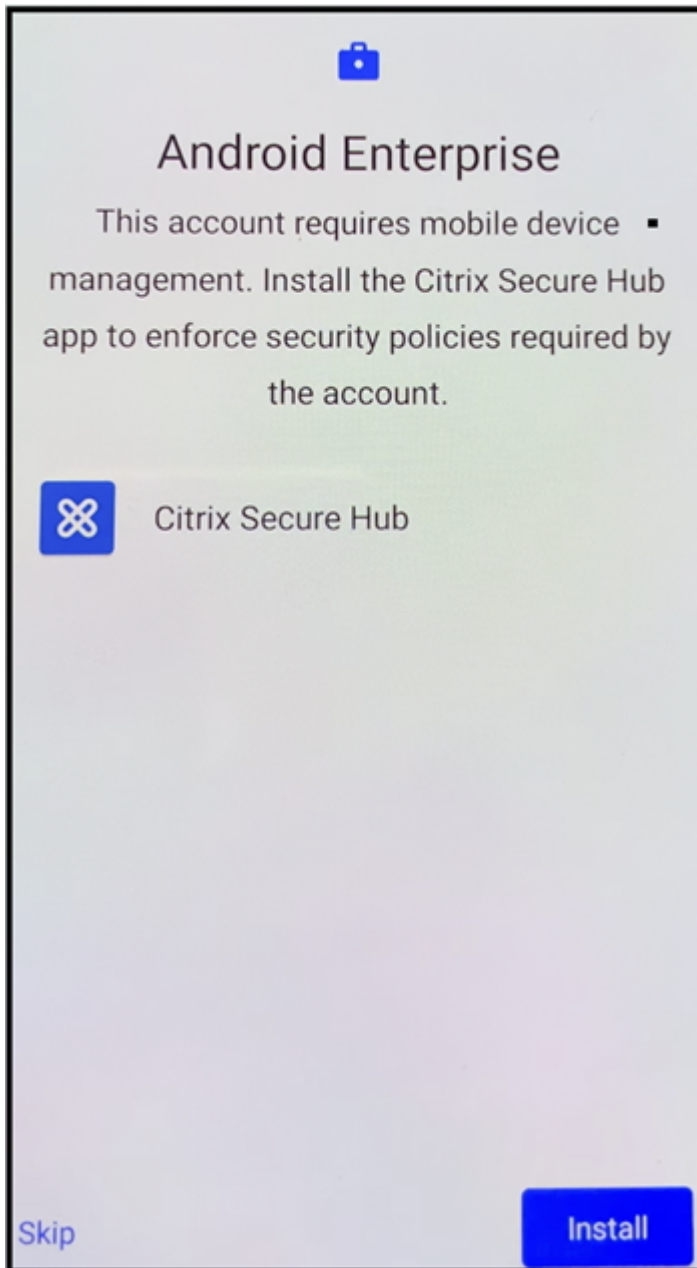 Android Enterprise
This account requires mobile device
management. Install the Citrix Secure Hub
app to enforce security policies required by
the account.
Citrix Secure Hub
Skip
Install